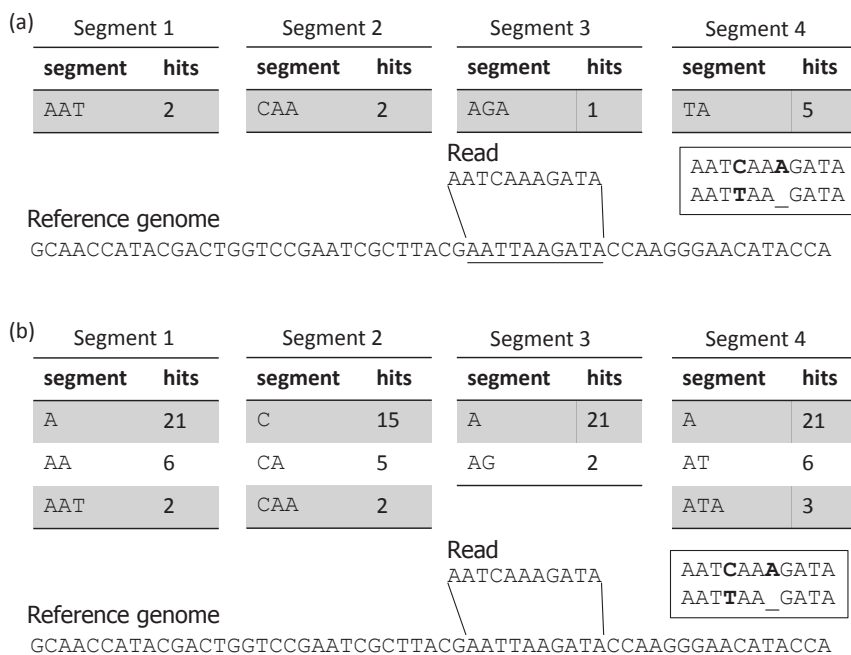 (a)
Segment 1 Segment 2 Segment 3 Segment 4
segment hits segment hits segment hits segment hits
AAT 2 CAA 2 AGA 1 TA 5
Read
AATCAAAGATA
AATCAAAGATA
AATTAA_GATA
Reference genome
GCAACCATACGACTGGTCCGAATCGCTTACGAATTAAGATACCAAGGGAACATACCA
(b)
Segment 1 Segment 2 Segment 3 Segment 4
segment hits segment hits segment hits segment hits
A 21 C 15 A 21 A 21
AA 6 CA 5 AG 2 AT 6
AAT 2 CAA 2 ATA 3
Read
AATCAAAGATA
AATCAAAGATA
AATTAA_GATA
Reference genome
GCAACCATACGACTGGTCCGAATCGCTTACGAATTAAGATACCAAGGGAACATACCA